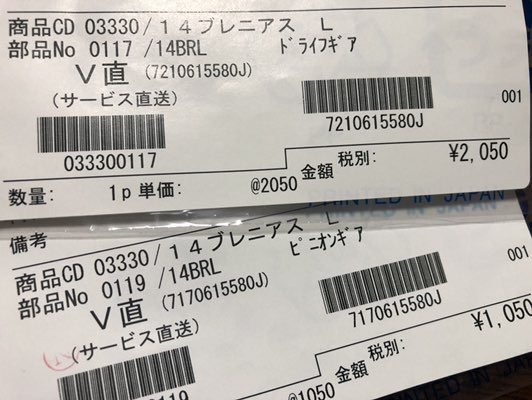 商品CD 03330/14ブレニアス L
部品No 0117 /14BRL ﾄﾞﾗｲﾌｷﾞｱ
V直 (7210615580J)
(サービス直送)
7210615580J
001
033300117
税別: ¥2,050
金額
数量: 1p 単価: @2050
PRINTED IN JAPAN
備考
商品CD 03330/14ブレニアス L
部品No 0119 /14BRL ﾋﾟﾆｵﾝｷﾞｱ
V直 (7170615580J)
(サービス直送)
7170615580J
001
税別: ¥1,050
金額
@1050